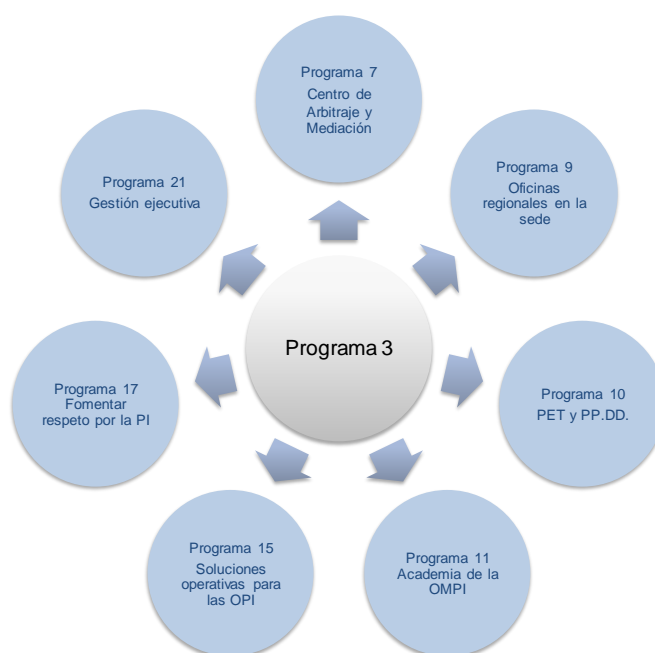 Programa 7
Centro de
Arbitraje y
Mediación
Programa 9
Oficinas
regionales en la
sede
Programa 21
Gestión ejecutiva
Programa 3
Programa 10
PET y PP.DD.
Programa 17
Fomentar
respeto por la PI
Programa 15
Soluciones
operativas para
las OPI
Programa 11
Academia de la
OMPI